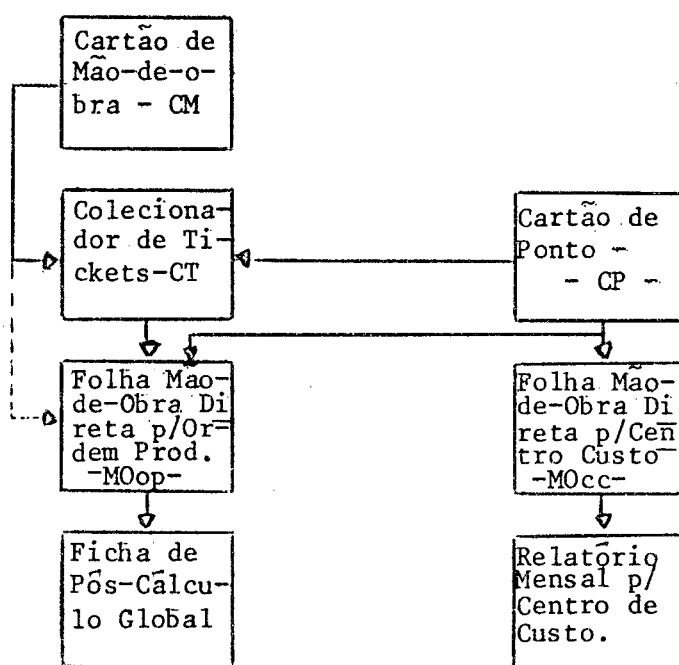 Cartão de
Mão-de-o-
bra - CM
Coleciona-
dor de Ti-
ckets-CT
Cartão de
Ponto -
- CP -
Folha Mão-
de-Obra Di
reta p/Or-
dem Prod.
-MOop-
Folha Mão-
de-Obra Di
reta p/Cen
tro Custo
-MOcc-
Ficha de
Pós-Cálcu-
lo Global
Relatório
Mensal p/
Centro de
Custo.